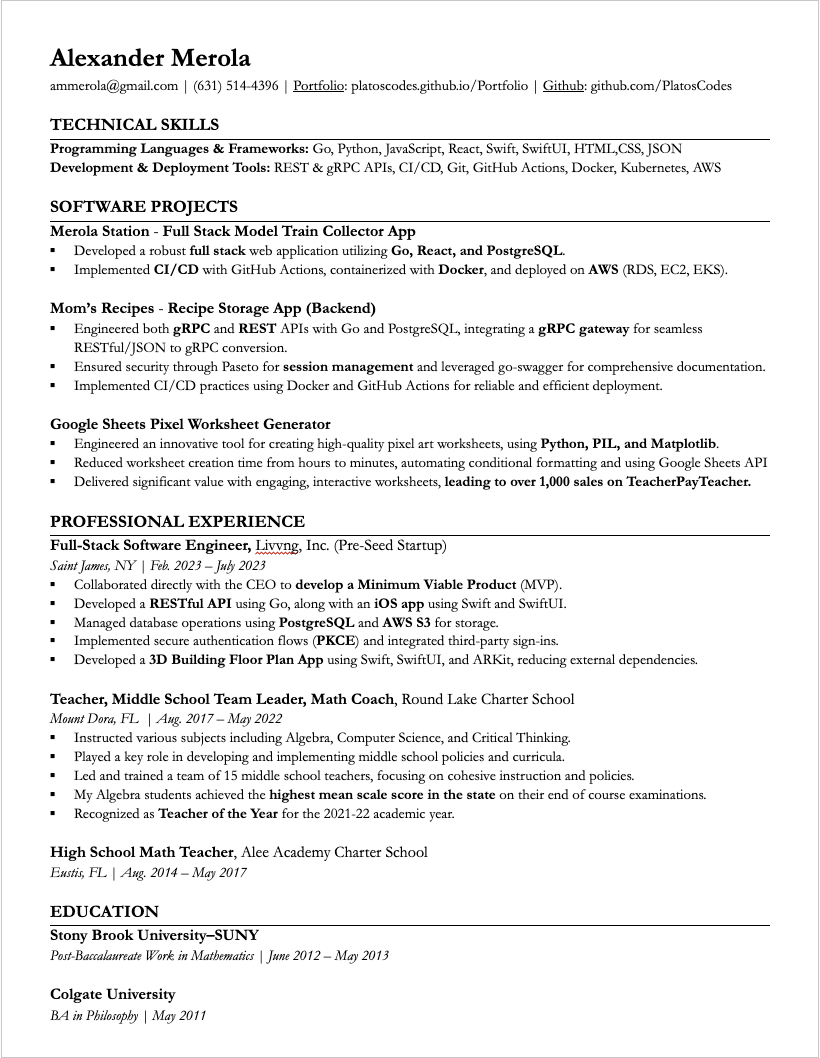 Alexander Merola
ammerola@gmail.com | (631) 514-4396 | Portfolio: platoscodes.github.io/Portfolio | Github: github.com/PlatosCodes
TECHNICAL SKILLS
Programming Languages & Frameworks: Go, Python, JavaScript, React, Swift, SwiftUI, HTML,CSS, JSON
Development & Deployment Tools: REST & gRPC APIs, CI/CD, Git, GitHub Actions, Docker, Kubernetes, AWS
SOFTWARE PROJECTS
Merola Station - Full Stack Model Train Collector App
▪ Developed a robust full stack web application utilizing Go, React, and PostgreSQL.
▪ Implemented CI/CD with GitHub Actions, containerized with Docker, and deployed on AWS (RDS, EC2, EKS).
Mom's Recipes - Recipe Storage App (Backend)
▪ Engineered both gRPC and REST APIs with Go and PostgreSQL, integrating a gRPC gateway for seamless
RESTful/JSON to gRPC conversion.
▪ Ensured security through Paseto for session management and leveraged go-swagger for comprehensive documentation.
▪ Implemented CI/CD practices using Docker and GitHub Actions for reliable and efficient deployment.
Google Sheets Pixel Worksheet Generator
▪ Engineered an innovative tool for creating high-quality pixel art worksheets, using Python, PIL, and Matplotlib.
▪ Reduced worksheet creation time from hours to minutes, automating conditional formatting and using Google Sheets API
▪ Delivered significant value with engaging, interactive worksheets, leading to over 1,000 sales on TeacherPayTeacher.
PROFESSIONAL EXPERIENCE
Full-Stack Software Engineer, Livvng, Inc. (Pre-Seed Startup)
Saint James, NY | Feb. 2023 – July 2023
▪ Collaborated directly with the CEO to develop a Minimum Viable Product (MVP).
▪ Developed a RESTful API using Go, along with an iOS app using Swift and SwiftUI.
▪ Managed database operations using PostgreSQL and AWS S3 for storage.
▪ Implemented secure authentication flows (PKCE) and integrated third-party sign-ins.
▪ Developed a 3D Building Floor Plan App using Swift, SwiftUI, and ARKit, reducing external dependencies.
Teacher, Middle School Team Leader, Math Coach, Round Lake Charter School
Mount Dora, FL | Aug. 2017 – May 2022
▪ Instructed various subjects including Algebra, Computer Science, and Critical Thinking.
▪ Played a key role in developing and implementing middle school policies and curricula.
▪ Led and trained a team of 15 middle school teachers, focusing on cohesive instruction and policies.
▪ My Algebra students achieved the highest mean scale score in the state on their end of course examinations.
▪ Recognized as Teacher of the Year for the 2021-22 academic year.
High School Math Teacher, Alee Academy Charter School
Eustis, FL | Aug. 2014 – May 2017
EDUCATION
Stony Brook University–SUNY
Post-Baccalaureate Work in Mathematics | June 2012 – May 2013
Colgate University
BA in Philosophy | May 2011